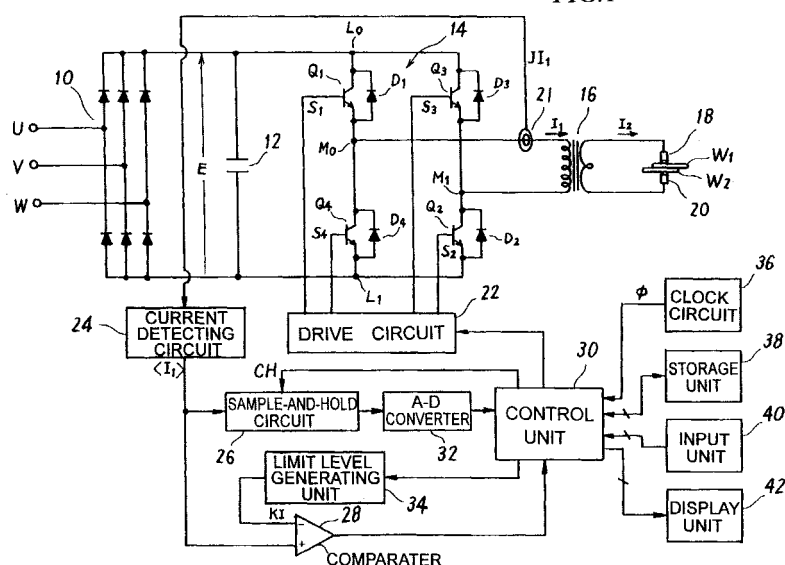 L0
14
Q1
D1
Q3
D3
JI1
10
S1
S3
21
I1
16
I2
18
U
V
W
E
12
M0
M1
W1
W2
20
Q4
D4
Q2
D2
S4
S2
L1
22
24
CURRENT
DETECTING
CIRCUIT
DRIVE CIRCUIT
⟨I1⟩
36
ϕ
CLOCK
CIRCUIT
38
STORAGE
UNIT
30
CH
SAMPLE-AND-HOLD
CIRCUIT
26
A-D
CONVERTER
32
CONTROL
UNIT
40
INPUT
UNIT
LIMIT LEVEL
GENERATING
UNIT
34
KI
28
−
+
COMPARATER
42
DISPLAY
UNIT